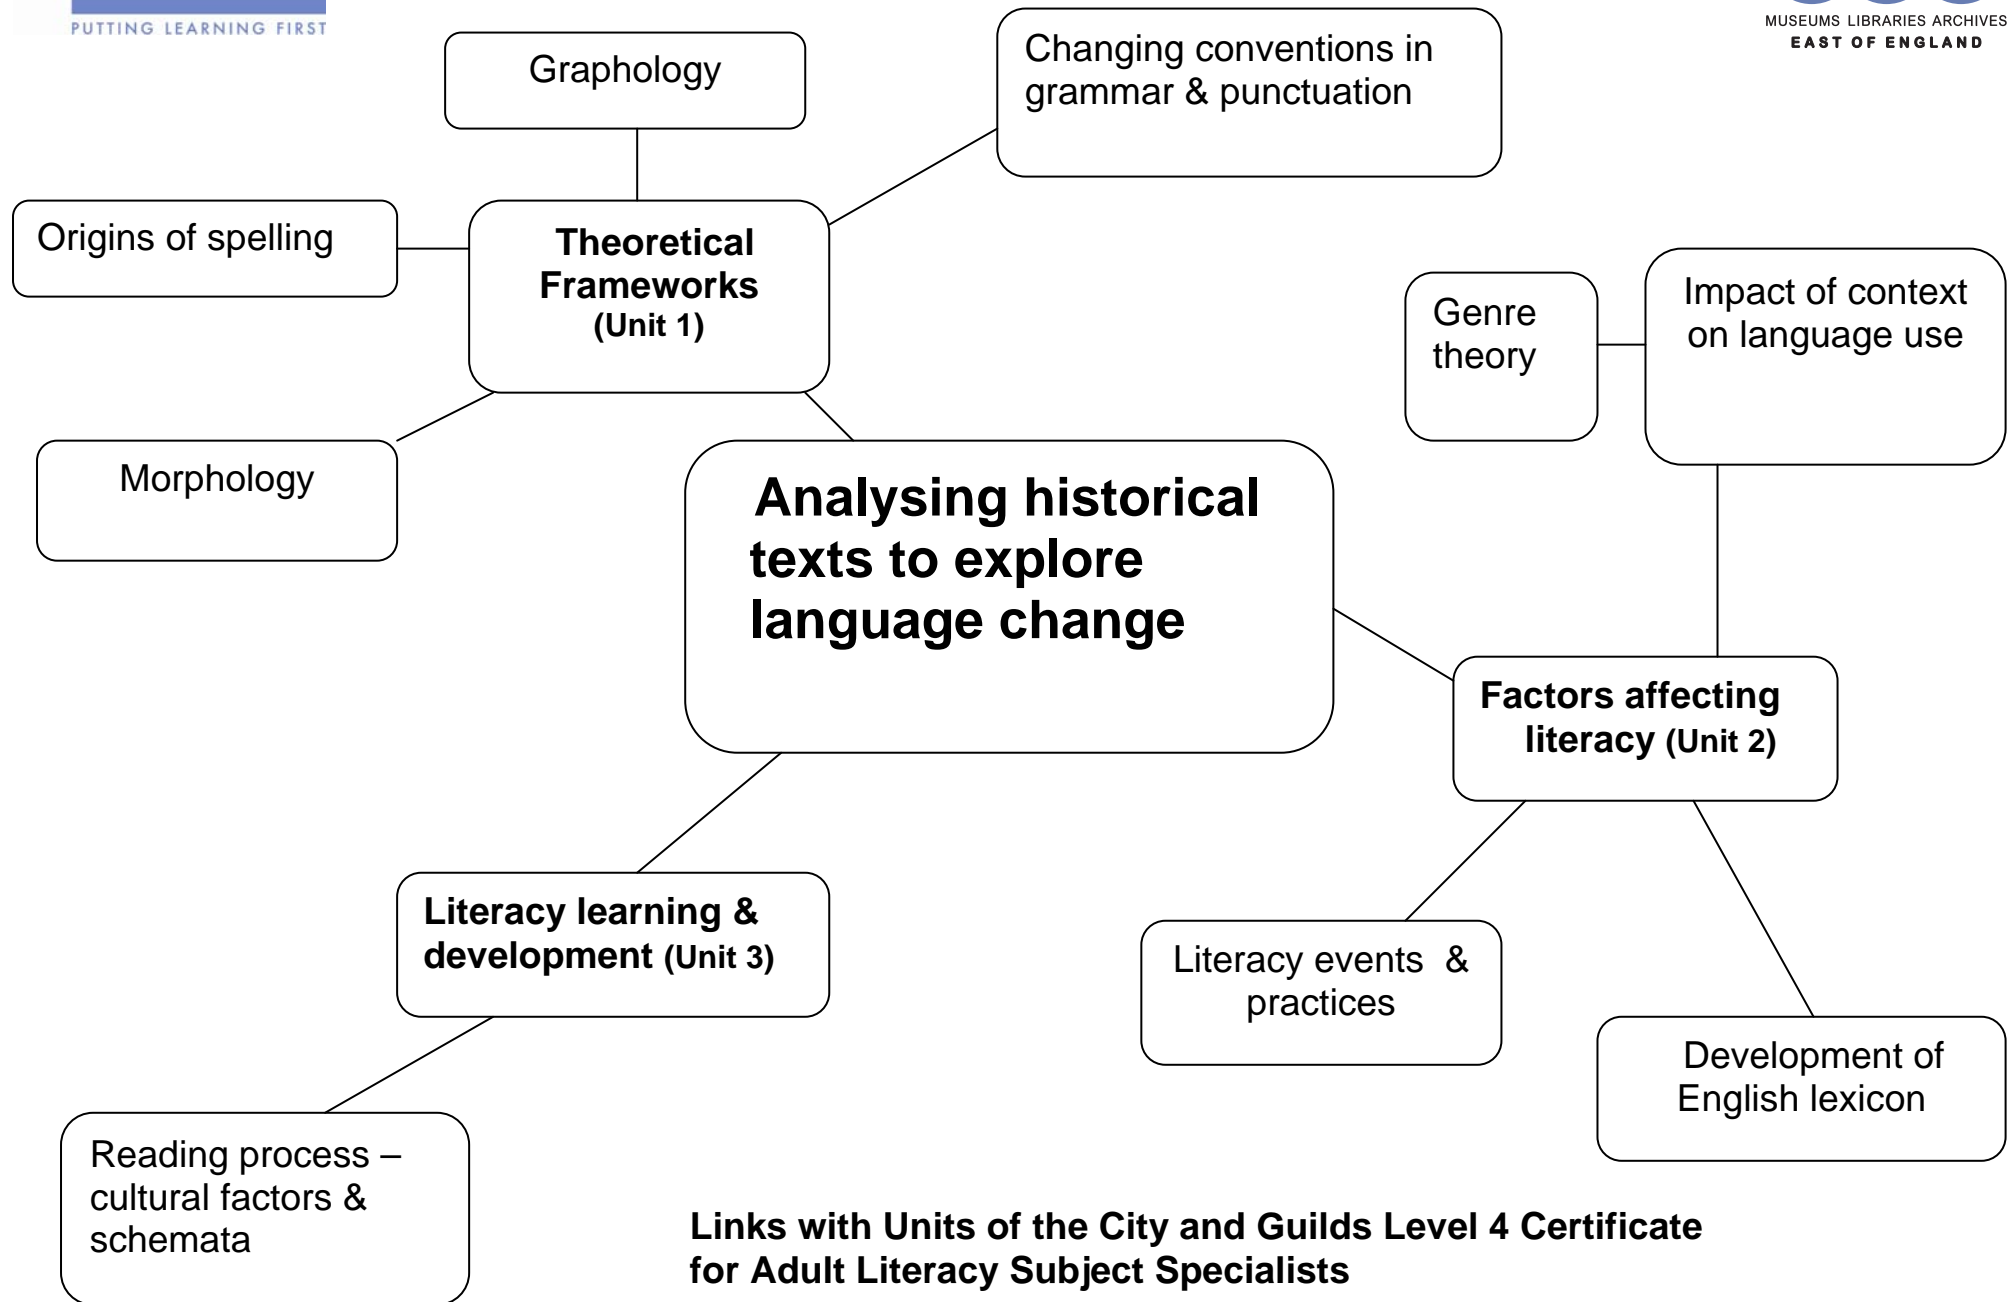 PUTTING LEARNING FIRST
MUSEUMS LIBRARIES ARCHIVES
EAST OF ENGLAND
Graphology
Changing conventions in
grammar & punctuation
Origins of spelling
Theoretical
Frameworks
(Unit 1)
Genre
theory
Impact of context
on language use
Morphology
Analysing historical
texts to explore
language change
Factors affecting
literacy (Unit 2)
Literacy learning &
development (Unit 3)
Literacy events &
practices
Development of
English lexicon
Reading process –
cultural factors &
schemata
Links with Units of the City and Guilds Level 4 Certificate
for Adult Literacy Subject Specialists